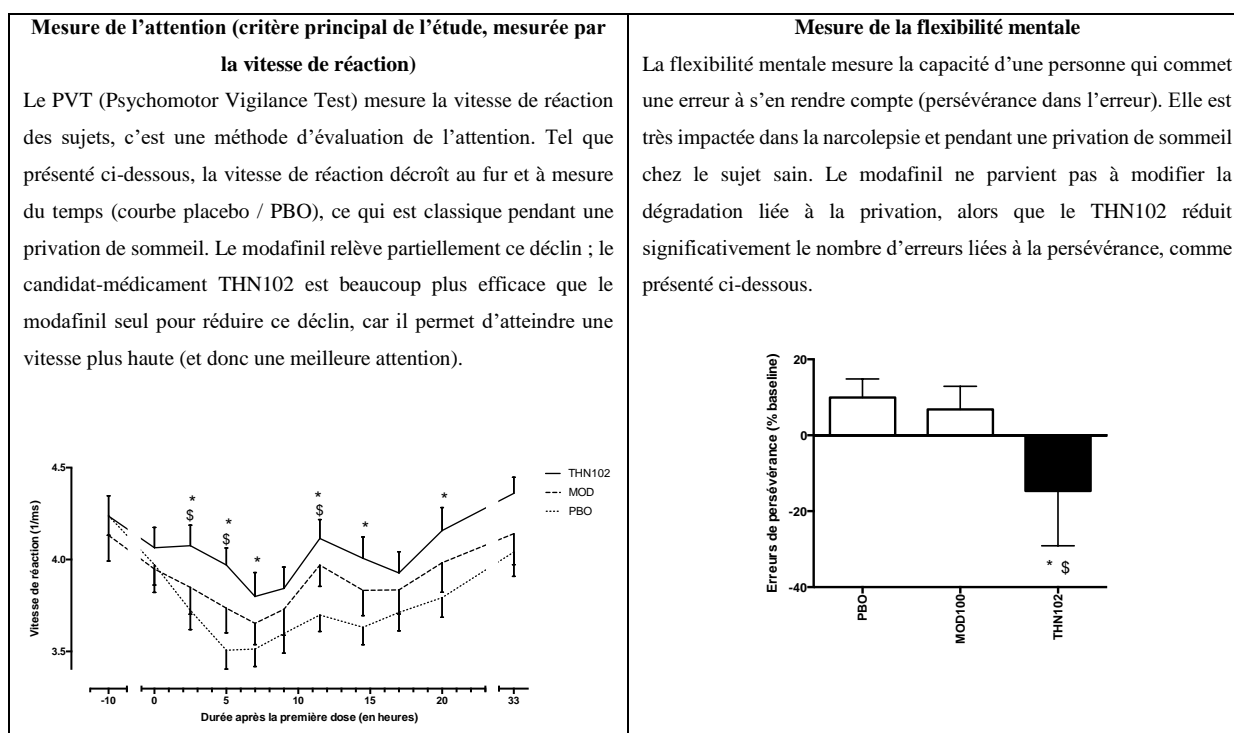 Mesure de l’attention (critère principal de l’étude, mesurée par
la vitesse de réaction)
Le PVT (Psychomotor Vigilance Test) mesure la vitesse de réaction
des sujets, c’est une méthode d’évaluation de l’attention. Tel que
présenté ci-dessous, la vitesse de réaction décroît au fur et à mesure
du temps (courbe placebo / PBO), ce qui est classique pendant une
privation de sommeil. Le modafinil relève partiellement ce déclin ; le
candidat-médicament THN102 est beaucoup plus efficace que le
modafinil seul pour réduire ce déclin, car il permet d’atteindre une
vitesse plus haute (et donc une meilleure attention).
4.5
4.0
3.5
Vitesse de réaction (1/ms)
THN102
MOD
PBO
* * * * * *
$ $ $
-10 0 5 10 15 20 33
Durée après la première dose (en heures)
Mesure de la flexibilité mentale
La flexibilité mentale mesure la capacité d’une personne qui commet
une erreur à s’en rendre compte (persévérance dans l’erreur). Elle est
très impactée dans la narcolepsie et pendant une privation de sommeil
chez le sujet sain. Le modafinil ne parvient pas à modifier la
dégradation liée à la privation, alors que le THN102 réduit
significativement le nombre d’erreurs liées à la persévérance, comme
présenté ci-dessous.
Erreurs de persévérance (% baseline)
20
0
-20
-40
* $
PBO
MOD100
THN102